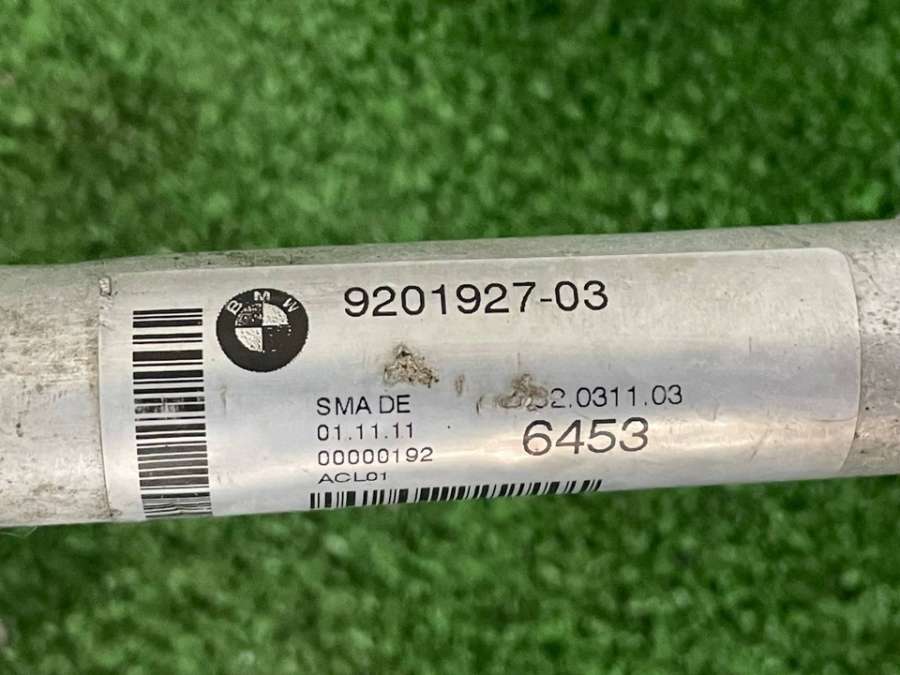 BMW
9201927-03
SMA DE
2.0311.03
01.11.11
6453
00000192
ACL01